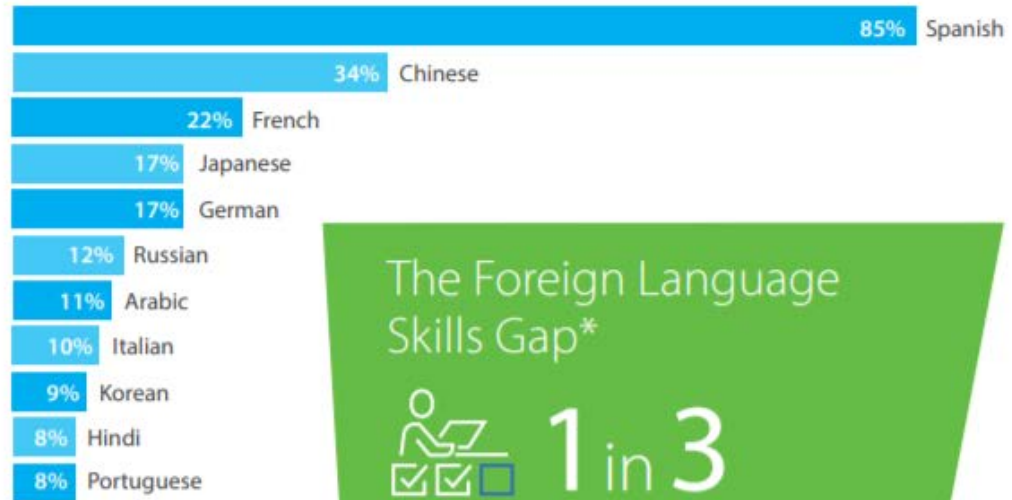 85% Spanish
34% Chinese
22% French
17% Japanese
17% German
12% Russian
11% Arabic
10% Italian
9% Korean
8% Hindi
8% Portuguese
The Foreign Language
Skills Gap*
1 in 3